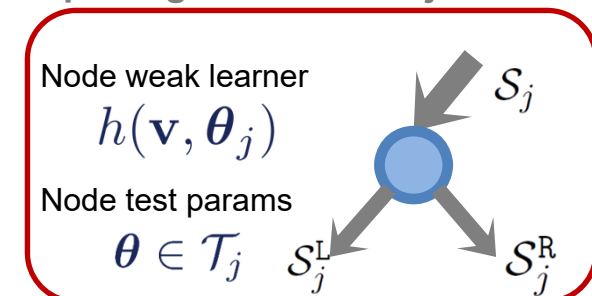 Node weak learner
h(v, θ_j)
S_j
Node test params
θ ∈ T_j
S_j^L
S_j^R